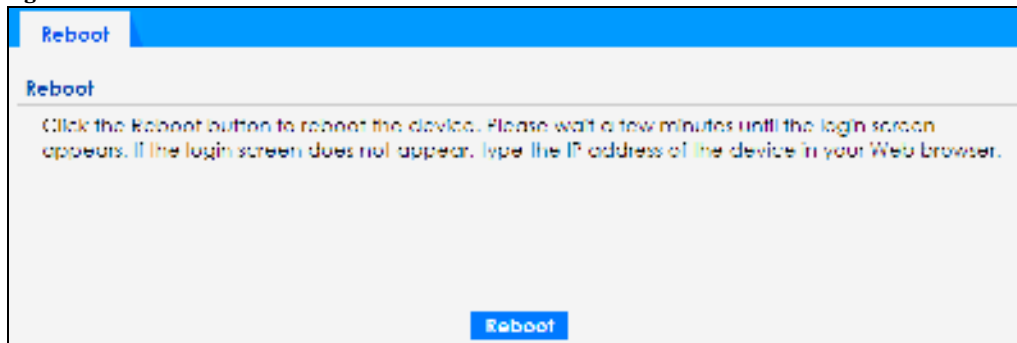 Reboot
Reboot
Click the Reboot button to reboot the device. Please wait a few minutes until the login screen
appears. If the login screen does not appear, type the IP address of the device in your Web browser.
Reboot